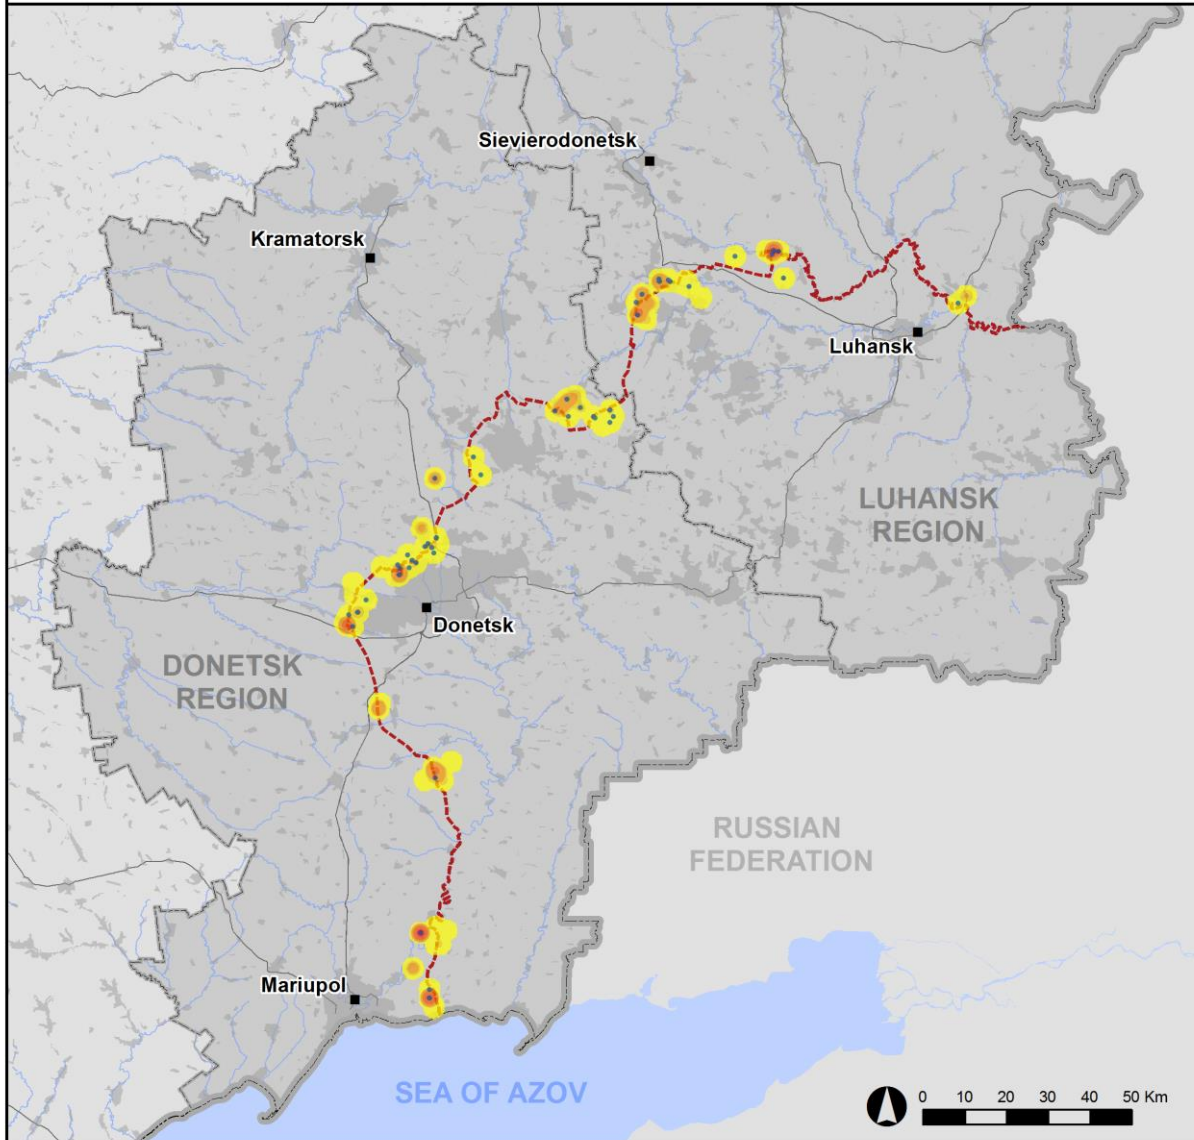 Sievierodonetsk
Kramatorsk
Luhansk
LUHANSK
REGION
Donetsk
DONETSK
REGION
RUSSIAN
FEDERATION
Mariupol
SEA OF AZOV
0 10 20 30 40 50 Km